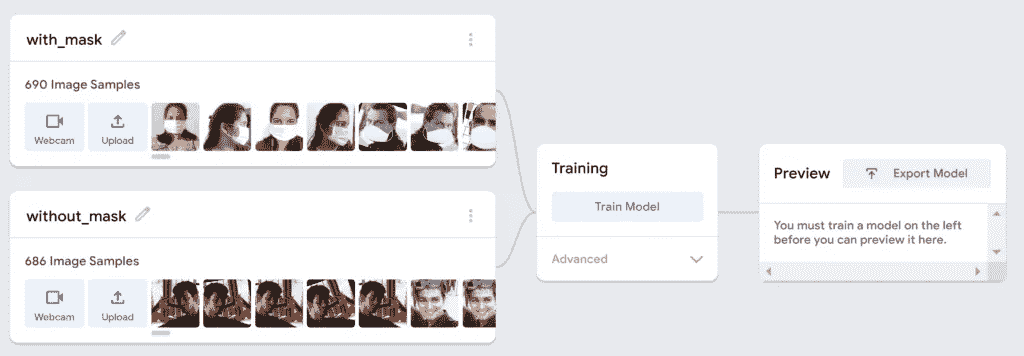 with_mask
690 Image Samples
Webcam
Upload
without_mask
686 Image Samples
Webcam
Upload
Training
Train Model
Advanced
Preview
Export Model
You must train a model on the left
before you can preview it here.